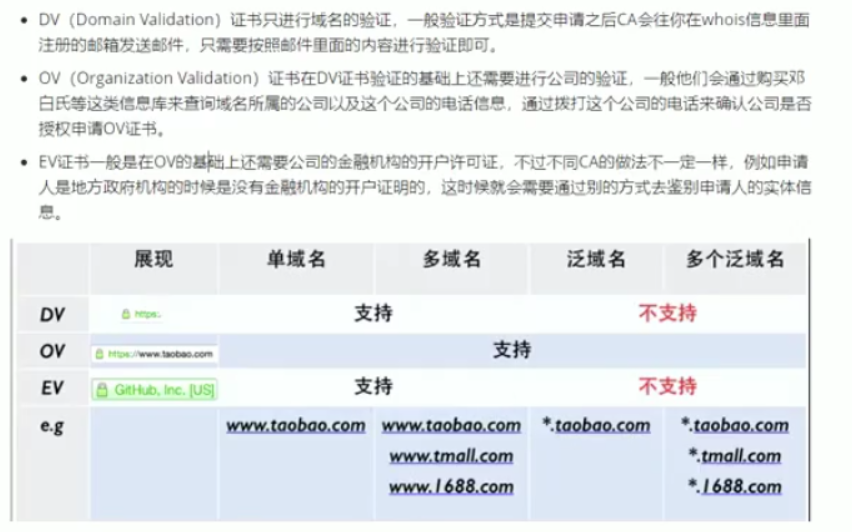 DV（Domain Validation）证书只进行域名的验证，一般验证方式是提交申请之后CA会往你在whois信息里面
注册的邮箱发送邮件，只需要按照邮件里面的内容进行验证即可。
OV（Organization Validation）证书在DV证书验证的基础上还需要进行公司的验证，一般他们会通过购买邓
白氏等这类信息库来查询域名所属的公司以及这个公司的电话信息，通过拨打这个公司的电话来确认公司是否
授权申请OV证书。
EV证书一般是在OV的基础上还需要公司的金融机构的开户许可证，不过不同CA的做法不一定一样，例如申请
人是地方政府机构的时候是没有金融机构的开户证明的，这时候就会需要通过别的方式去鉴别申请人的实体信
息。
展现 单域名 多域名 泛域名 多个泛域名
DV https: 支持 不支持
OV https://www.taobao.com 支持
EV GitHub, Inc. [US] 支持 不支持
e.g www.taobao.com www.taobao.com *.taobao.com *.taobao.com
www.tmall.com *.tmall.com
www.1688.com *.1688.com